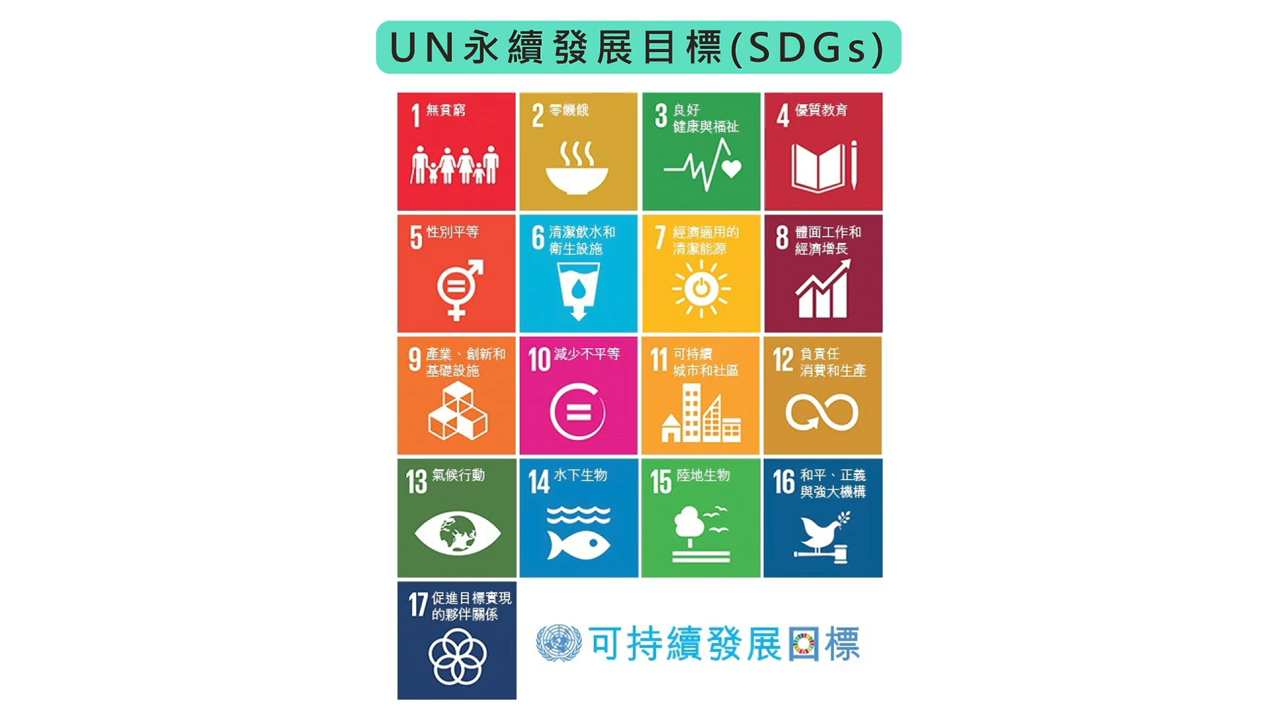 UN永續發展目標(SDGs)
1 無貧窮
2 零饑餓
3 良好
健康與福祉
4 優質教育
5 性別平等
6 清潔飲水和
衛生設施
7 經濟適用的
清潔能源
8 體面工作和
經濟增長
9 產業、創新和
基礎設施
10 減少不平等
11 可持續
城市和社區
12 負責任
消費和生產
13 氣候行動
14 水下生物
15 陸地生物
16 和平、正義
與強大機構
17 促進目標實現
的夥伴關係
可持續發展目標